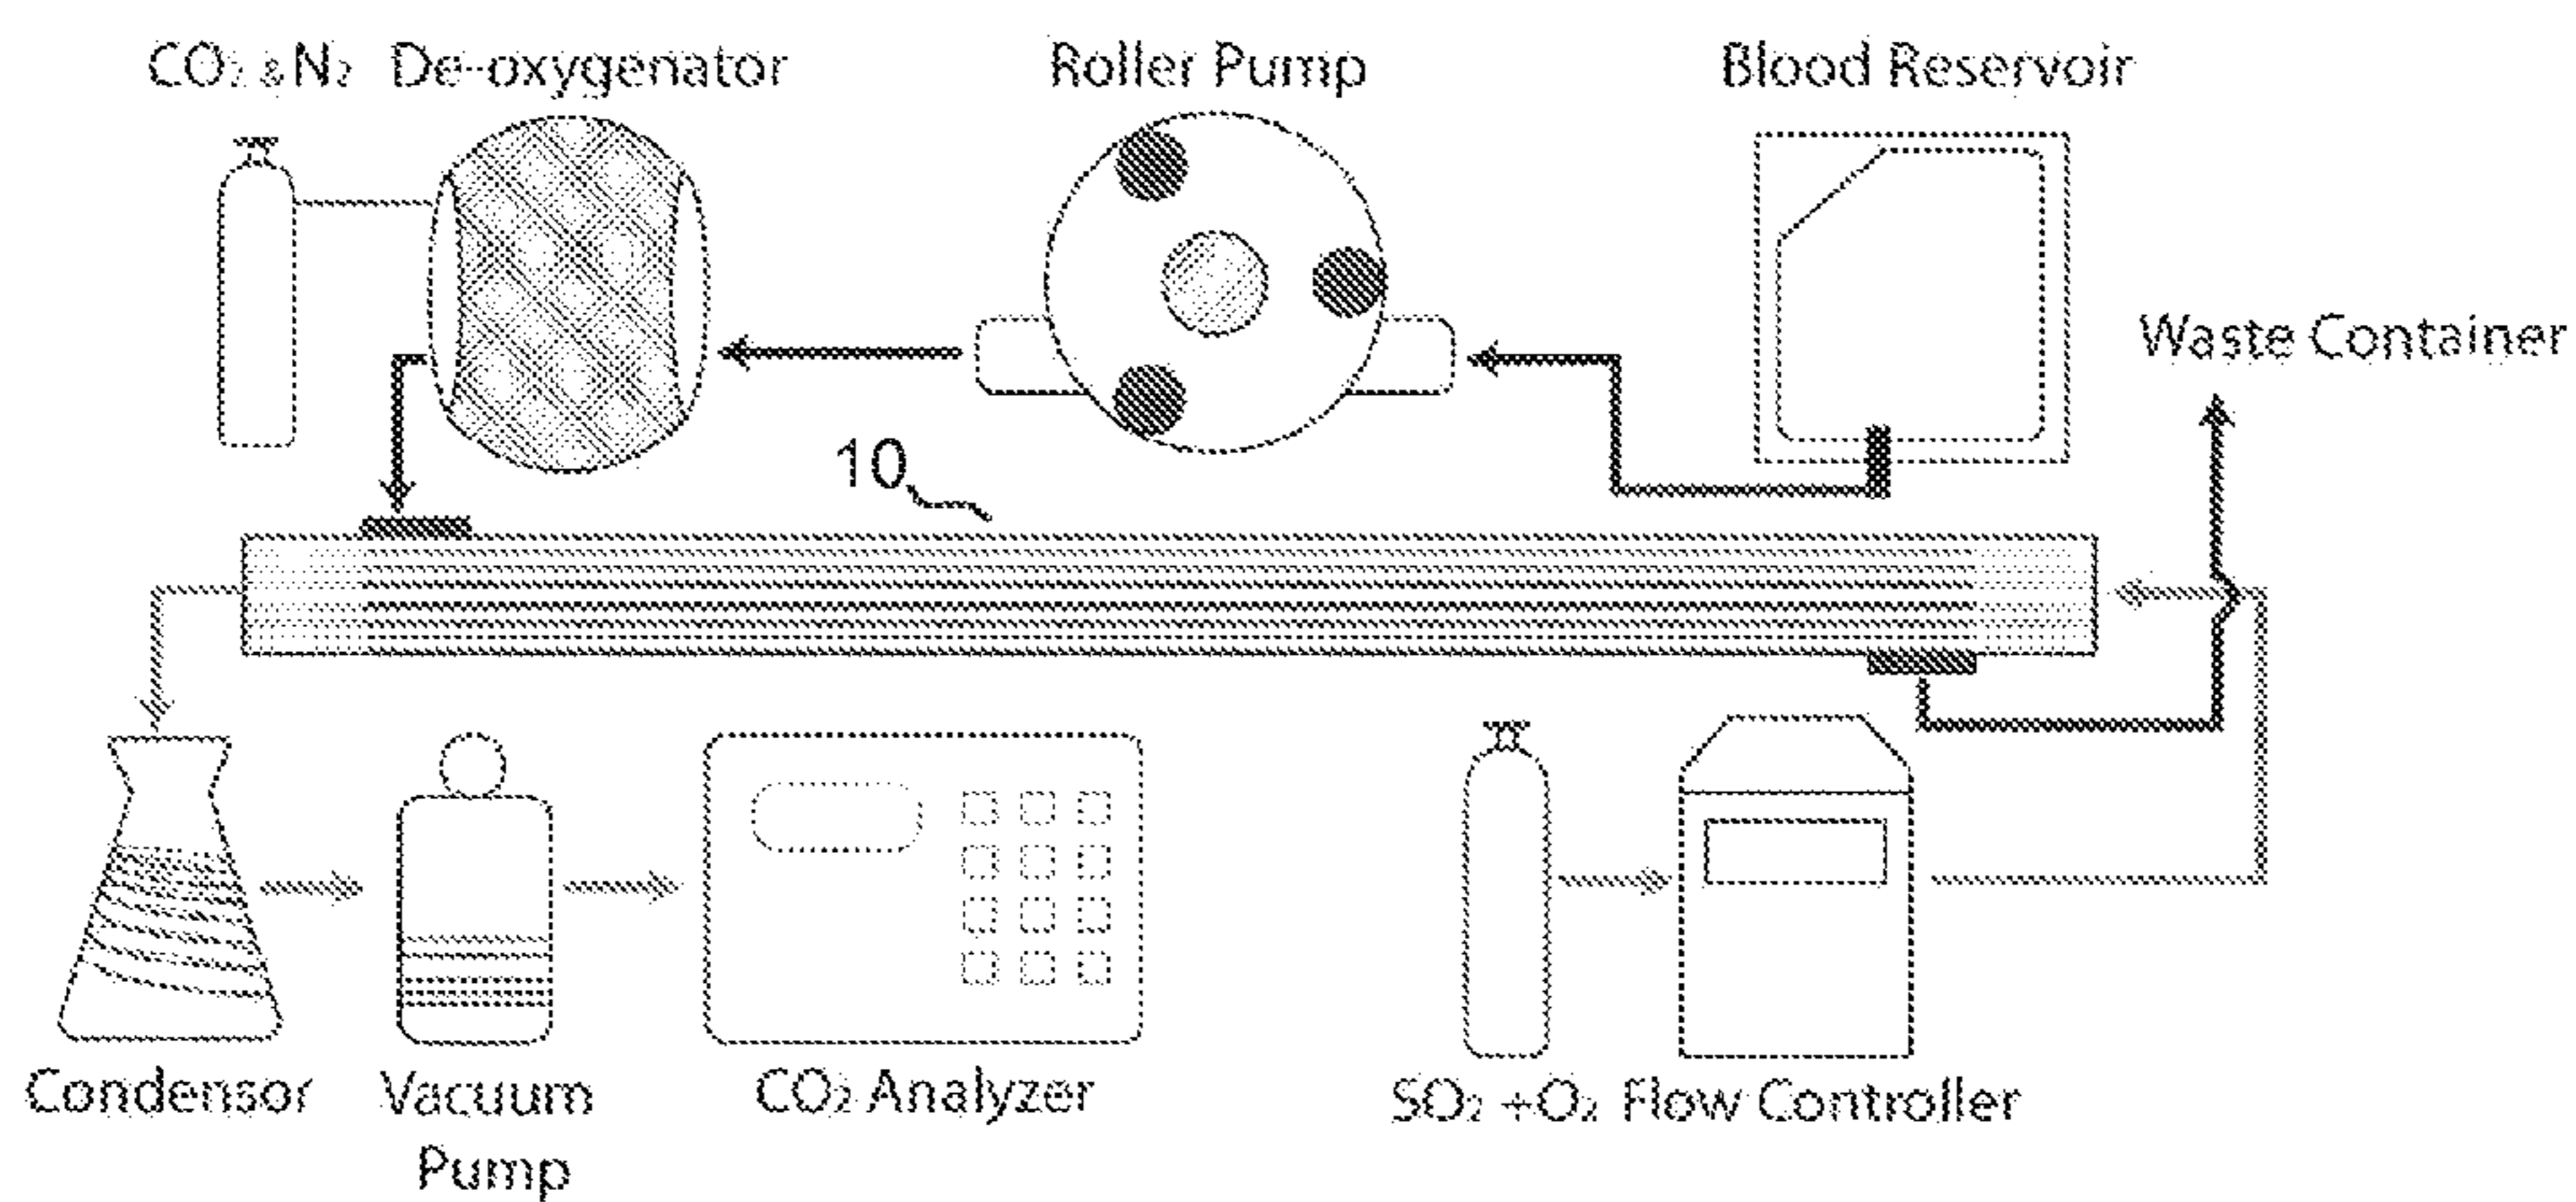 CO₂ & N₂ De-oxygenator
Roller Pump
Blood Reservoir
Waste Container
10
Condensor
Vacuum
Pump
CO₂ Analyzer
SO₂ +O₂ Flow Controller